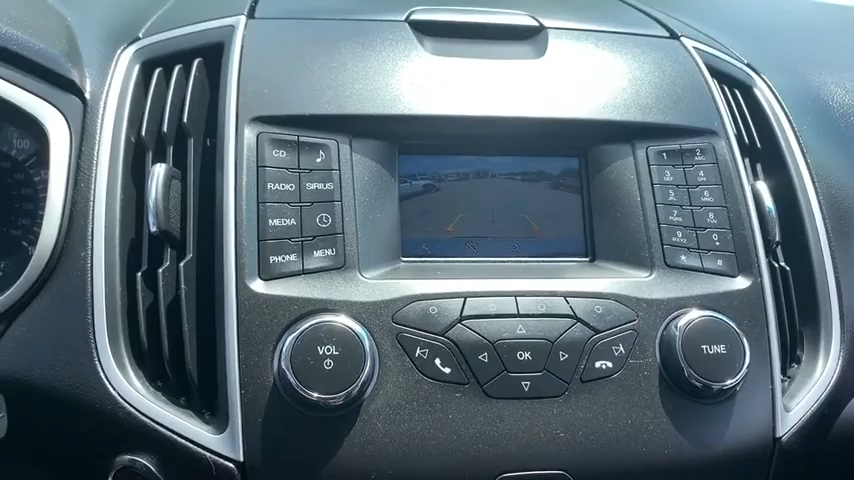 CD
RADIO SIRIUS
MEDIA
PHONE MENU
1 2 ABC
3 DEF 4 GHI
5 JKL 6 MNO
7 PQRS 8 TUV
9 WXYZ 0 +
* #
VOL
OK
TUNE
100